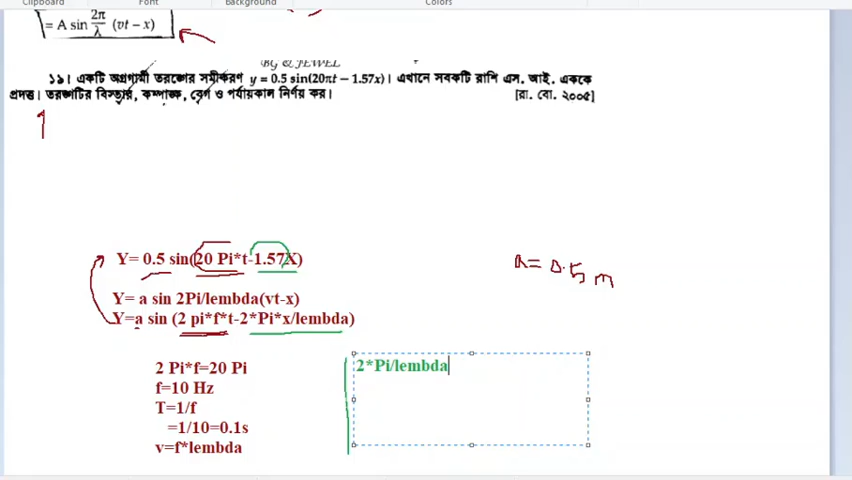 Clipboard Font Background Colors
= A sin 2π/λ (vt – x)
BG & JEWEL
১৯। একটি অগ্রগামী তরঙ্গের সমীকরণ y = 0.5 sin(20πt – 1.57x)। এখানে সবকটি রাশি এস. আই. এককে
প্রদত্ত। তরঙ্গটির বিস্তার, কম্পাঙ্ক, বেগ ও পর্যায়কাল নির্ণয় কর। [রা. বো. ২০০৫]
Y= 0.5 sin(20 Pi*t-1.57X)
a= 0.5 m
Y= a sin 2Pi/lembda(vt-x)
Y=a sin (2 pi*f*t-2*Pi*x/lembda)
2 Pi*f=20 Pi
2*Pi/lembda
f=10 Hz
T=1/f
=1/10=0.1s
v=f*lembda